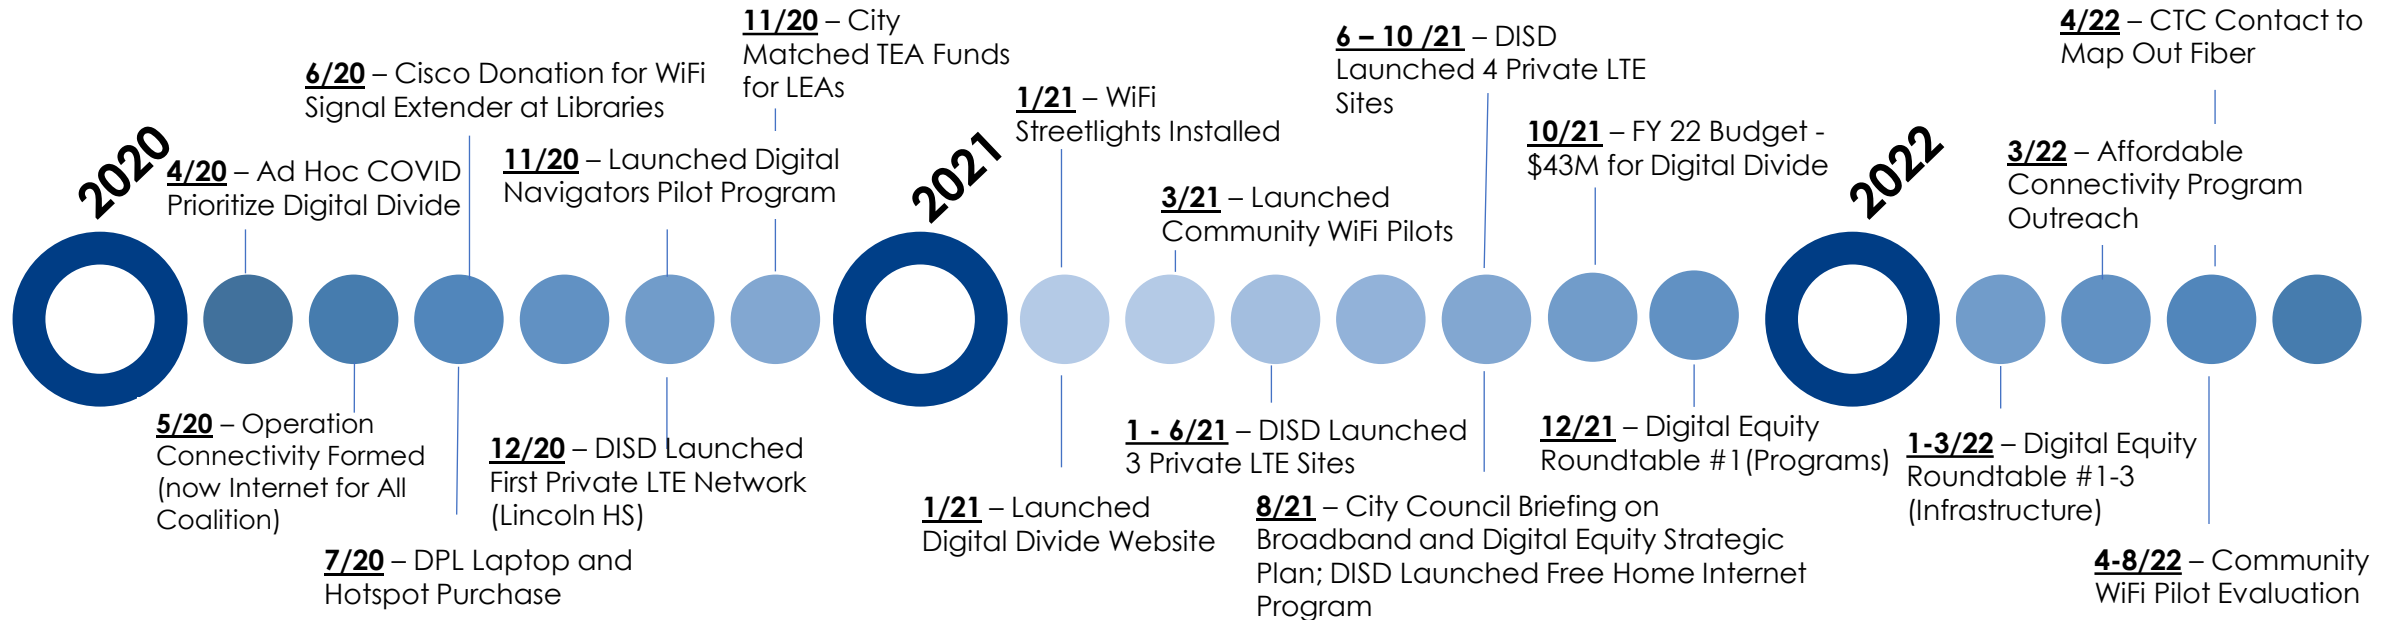 2020
4/20 – Ad Hoc COVID
Prioritize Digital Divide
5/20 – Operation
Connectivity Formed
(now Internet for All
Coalition)
6/20 – Cisco Donation for WiFi
Signal Extender at Libraries
7/20 – DPL Laptop and
Hotspot Purchase
11/20 – Launched Digital
Navigators Pilot Program
12/20 – DISD Launched
First Private LTE Network
(Lincoln HS)
11/20 – City
Matched TEA Funds
for LEAs
2021
1/21 – WiFi
Streetlights Installed
1/21 – Launched
Digital Divide Website
3/21 – Launched
Community WiFi Pilots
1 - 6/21 – DISD Launched
3 Private LTE Sites
6 – 10 /21 – DISD
Launched 4 Private LTE
Sites
8/21 – City Council Briefing on
Broadband and Digital Equity Strategic
Plan; DISD Launched Free Home Internet
Program
10/21 – FY 22 Budget -
$43M for Digital Divide
12/21 – Digital Equity
Roundtable #1(Programs)
2022
1-3/22 – Digital Equity
Roundtable #1-3
(Infrastructure)
3/22 – Affordable
Connectivity Program
Outreach
4/22 – CTC Contact to
Map Out Fiber
4-8/22 – Community
WiFi Pilot Evaluation